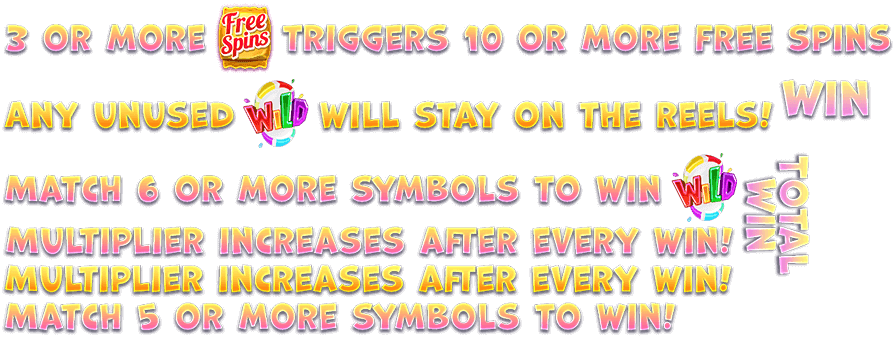 3 OR MORE Free Spins TRIGGERS 10 OR MORE FREE SPINS
ANY UNUSED WILD WILL STAY ON THE REELS! WIN
MATCH 6 OR MORE SYMBOLS TO WIN WILD
TOTAL WIN
MULTIPLIER INCREASES AFTER EVERY WIN!
MULTIPLIER INCREASES AFTER EVERY WIN!
MATCH 5 OR MORE SYMBOLS TO WIN!